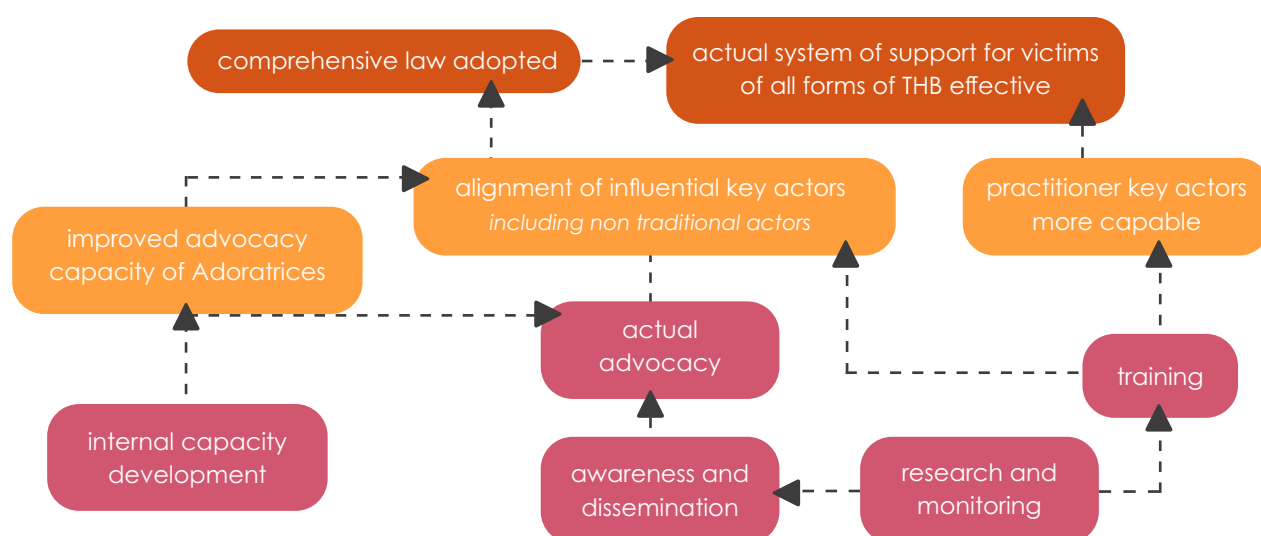 comprehensive law adopted
actual system of support for victims
of all forms of THB effective
alignment of influential key actors
including non traditional actors
practitioner key actors
more capable
improved advocacy
capacity of Adoratrices
actual
advocacy
training
internal capacity
development
awareness and
dissemination
research and
monitoring